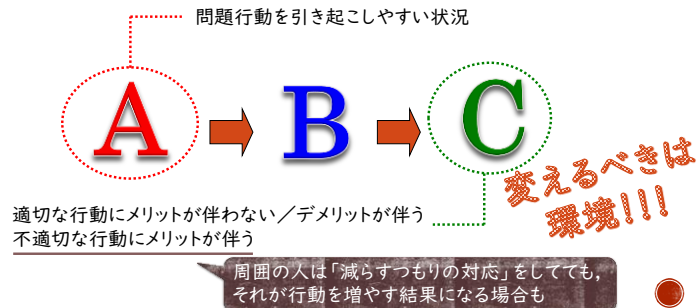 問題行動を引き起こしやすい状況
A B C
変えるべきは
環境!!!
適切な行動にメリットが伴わない／デメリットが伴う
不適切な行動にメリットが伴う
周囲の人は「減らすつもりの対応」をしてても，
それが行動を増やす結果になる場合も